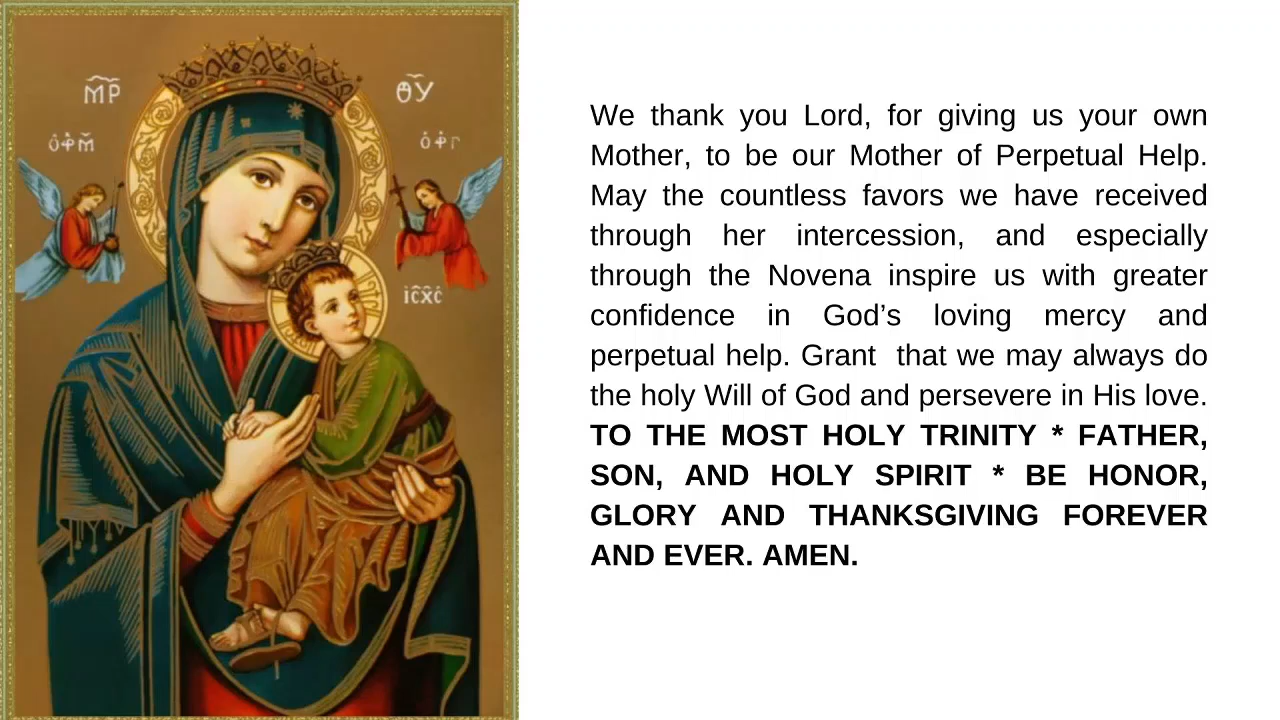 ΜΡ
ΘΥ
We thank you Lord, for giving us your own
Mother, to be our Mother of Perpetual Help.
May the countless favors we have received
through her intercession, and especially
through the Novena inspire us with greater
confidence in God’s loving mercy and
perpetual help. Grant  that we may always do
the holy Will of God and persevere in His love.
TO THE MOST HOLY TRINITY * FATHER,
SON, AND HOLY SPIRIT * BE HONOR,
GLORY AND THANKSGIVING FOREVER
AND EVER. AMEN.